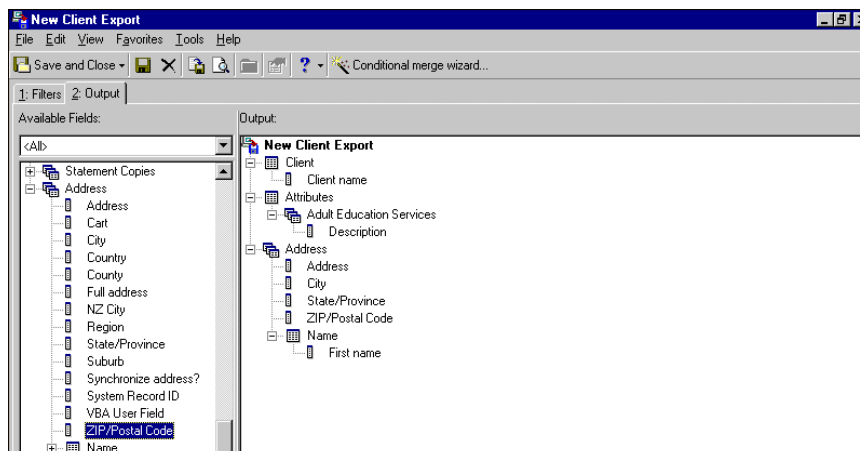 New Client Export
File Edit View Favorites Tools Help
Save and Close ? Conditional merge wizard...
1: Filters 2: Output
Available Fields:
<All>
Statement Copies
Address
Address
Cart
City
Country
County
Full address
NZ City
Region
State/Province
Suburb
Synchronize address?
System Record ID
VBA User Field
ZIP/Postal Code
Name
Output:
New Client Export
Client
Client name
Attributes
Adult Education Services
Description
Address
Address
City
State/Province
ZIP/Postal Code
Name
First name